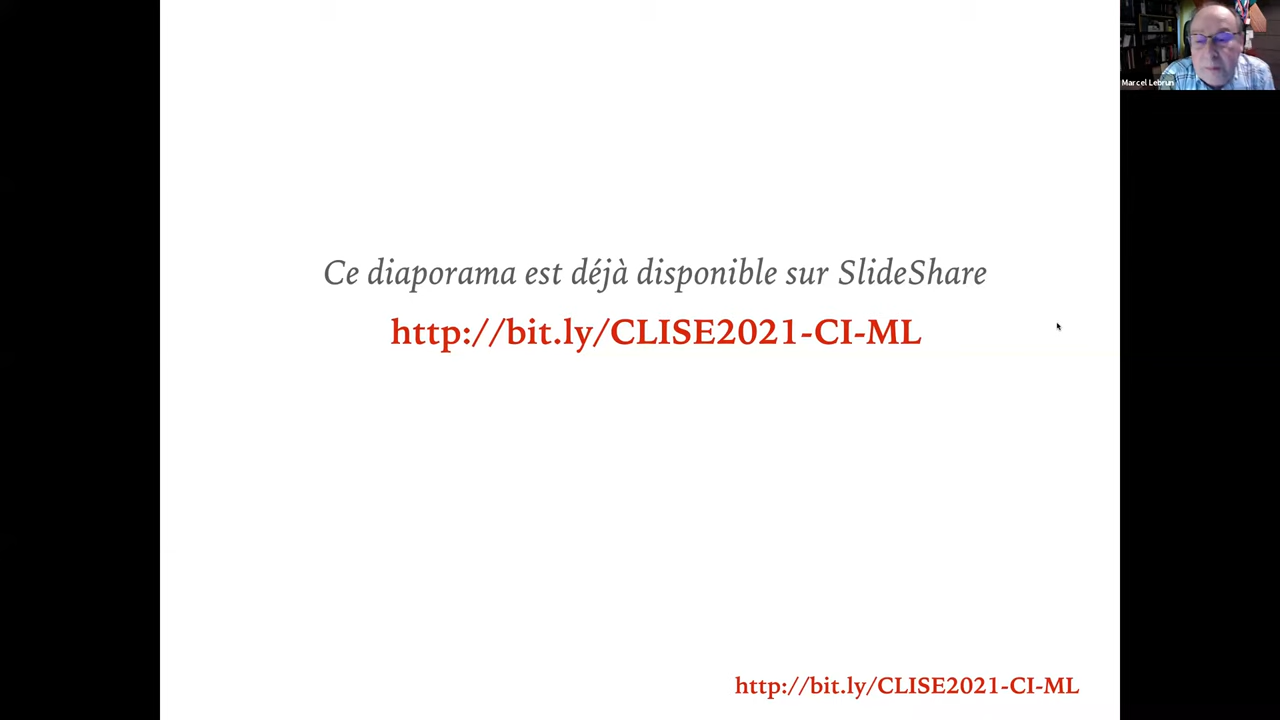 Marcel Lebrun
Ce diaporama est déjà disponible sur SlideShare
http://bit.ly/CLISE2021-CI-ML
http://bit.ly/CLISE2021-CI-ML